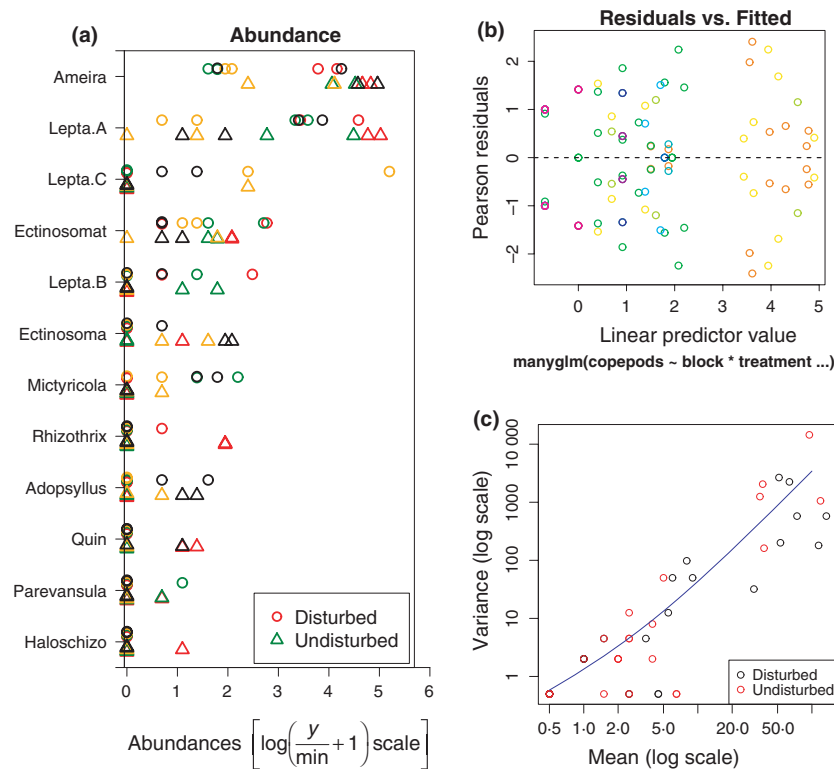 (a) Abundance
Ameira
Lepta.A
Lepta.C
Ectinosomat
Lepta.B
Ectinosoma
Mictyricola
Rhizothrix
Adopsyllus
Quin
Parevansula
Haloschizo
Disturbed
Undisturbed
0 1 2 3 4 5 6
Abundances [log(y/min + 1) scale]
(b) Residuals vs. Fitted
Pearson residuals
2
1
0
−1
−2
0 1 2 3 4 5
Linear predictor value
manyglm(copepods ~ block * treatment ...)
(c)
Variance (log scale)
10 000
1000
100
10
1
Disturbed
Undisturbed
0·5 1·0 2·0 5·0 20·0 50·0
Mean (log scale)